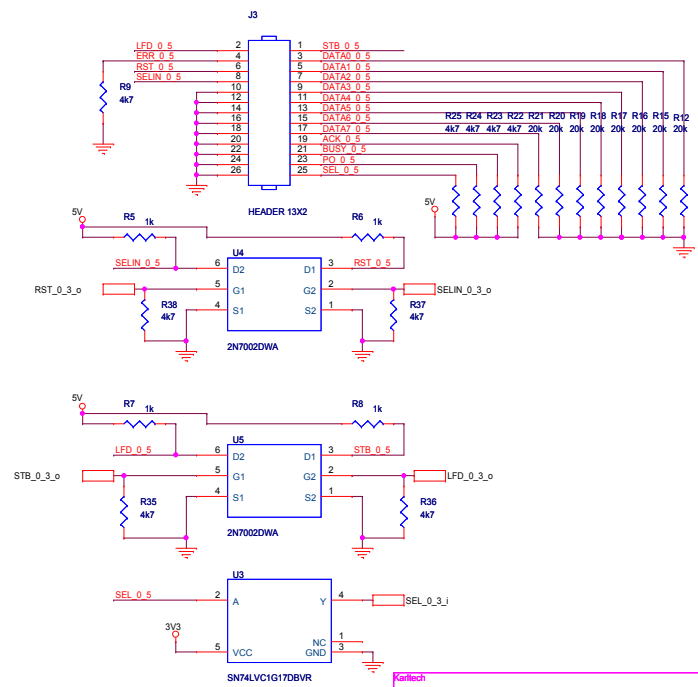 J3
LFD_0_5 2 1 STB_0_5
ERR_0_5 4 3 DATA0_0_5
RST_0_5 6 5 DATA1_0_5
SELIN_0_5 8 7 DATA2_0_5
10 9 DATA3_0_5
12 11 DATA4_0_5
14 13 DATA5_0_5
16 15 DATA6_0_5
18 17 DATA7_0_5
20 19 ACK_0_5
22 21 BUSY_0_5
24 23 PO_0_5
26 25 SEL_0_5
R9
4k7
R25 R24 R23 R22 R21 R20 R19 R18 R17 R16 R15 R12
4k7 4k7 4k7 4k7 20k 20k 20k 20k 20k 20k 20k 20k
HEADER 13X2
5V
5V
R5 1k
R6 1k
U4
SELIN_0_5 6 D2 D1 3 RST_0_5
RST_0_3_o 5 G1 G2 2 SELIN_0_3_o
4 S1 S2 1
R38
4k7
R37
4k7
2N7002DWA
5V
R7
1k
R8
1k
U5
LFD_0_5 6 D2 D1 3 STB_0_5
STB_0_3_o 5 G1 G2 2 LFD_0_3_o
4 S1 S2 1
R35
4k7
R36
4k7
2N7002DWA
U3
SEL_0_5 2 A Y 4 SEL_0_3_i
3V3
NC 1
5 VCC GND 3
SN74LVC1G17DBVR
Karltech